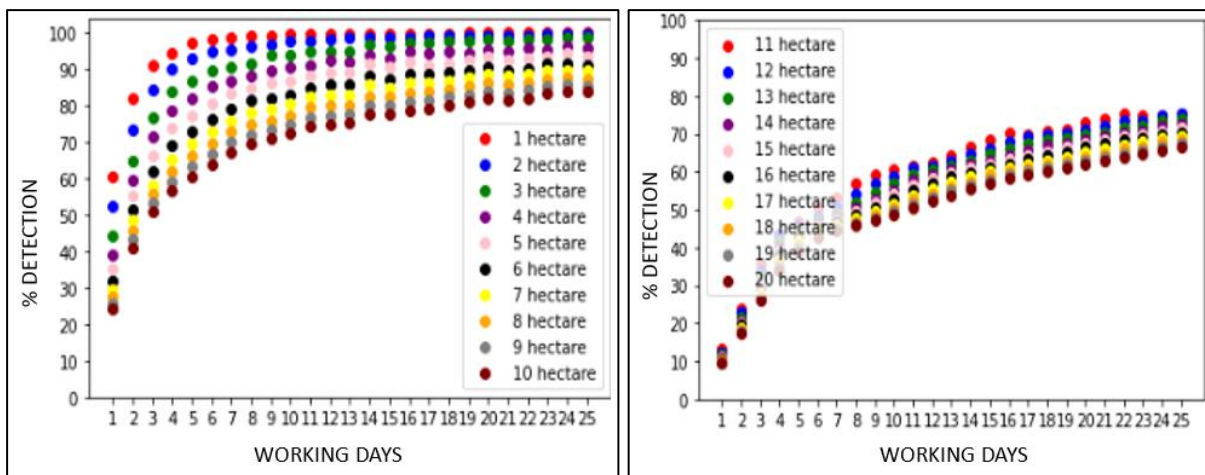 % DETECTION
100
90
80
70
60
50
40
30
20
10
0
1 hectare
2 hectare
3 hectare
4 hectare
5 hectare
6 hectare
7 hectare
8 hectare
9 hectare
10 hectare
1 2 3 4 5 6 7 8 9 10 11 12 13 14 15 16 17 18 19 20 21 22 23 24 25
WORKING DAYS
% DETECTION
100
90
80
70
60
50
40
30
20
10
0
11 hectare
12 hectare
13 hectare
14 hectare
15 hectare
16 hectare
17 hectare
18 hectare
19 hectare
20 hectare
1 2 3 4 5 6 7 8 9 10 11 12 13 14 15 16 17 18 19 20 21 22 23 24 25
WORKING DAYS